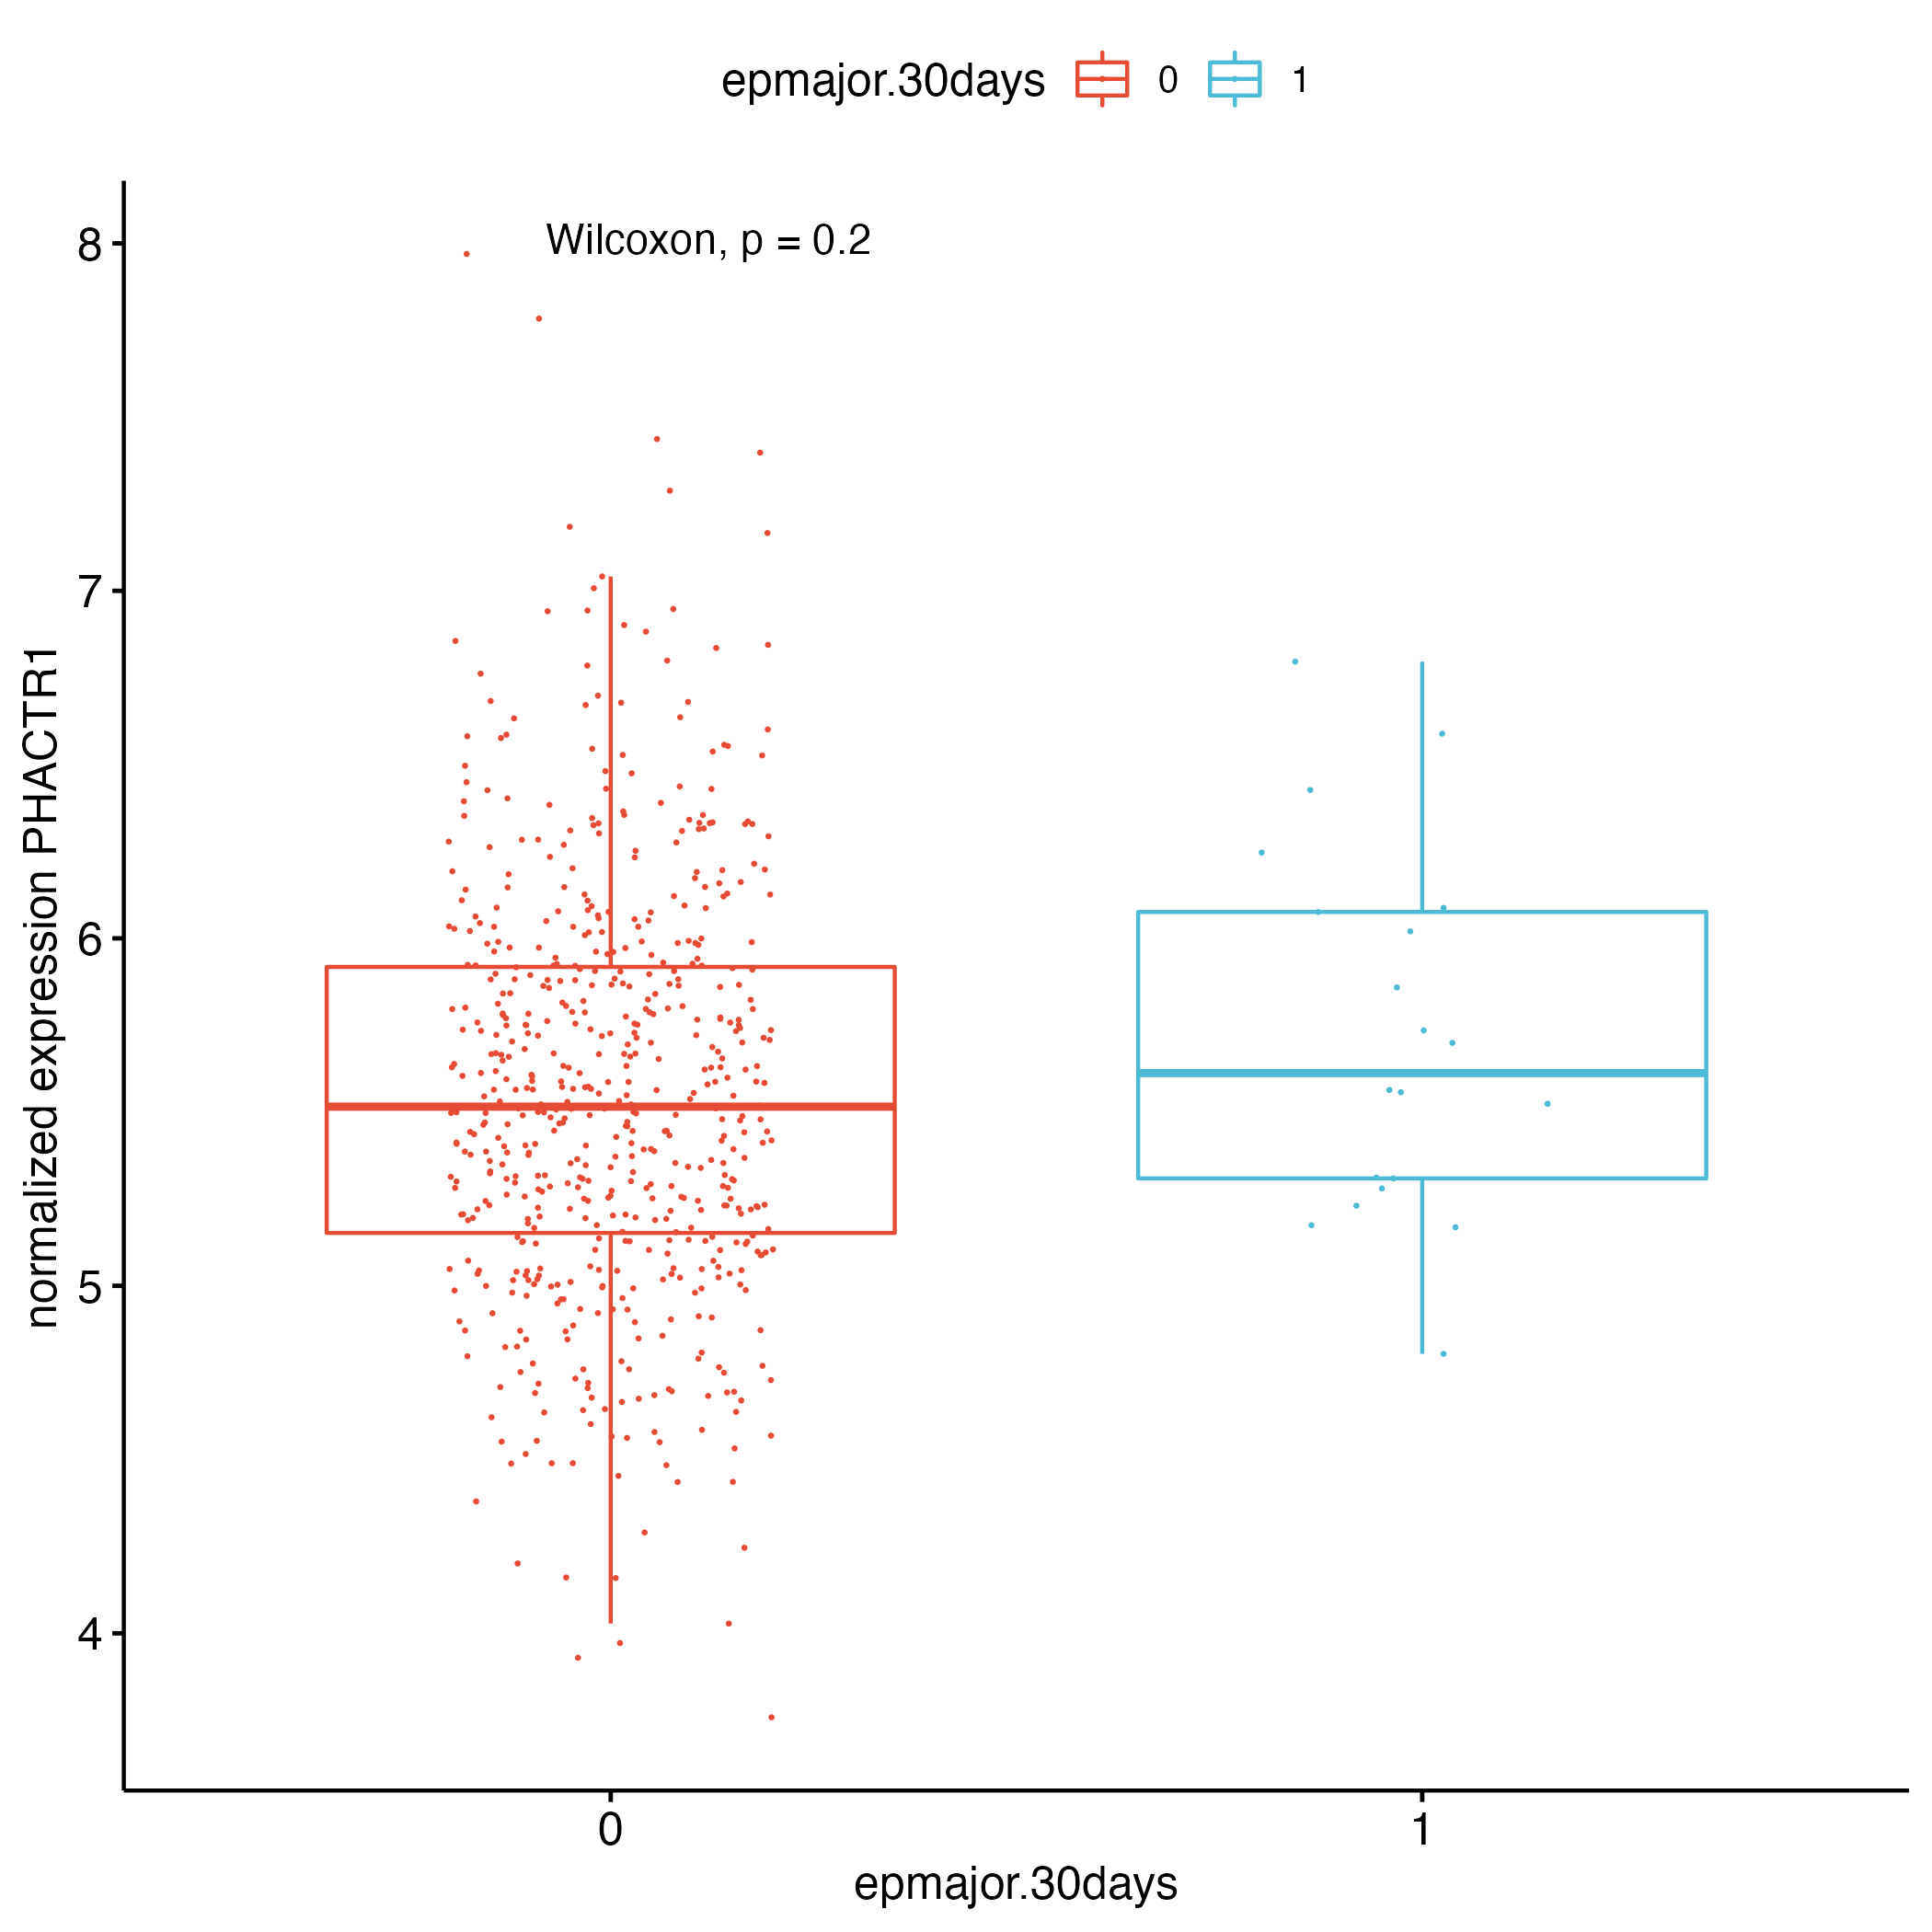 epmajor.30days 0 1
Wilcoxon, p = 0.2
normalized expression PHACTR1
8
7
6
5
4
0 1
epmajor.30days